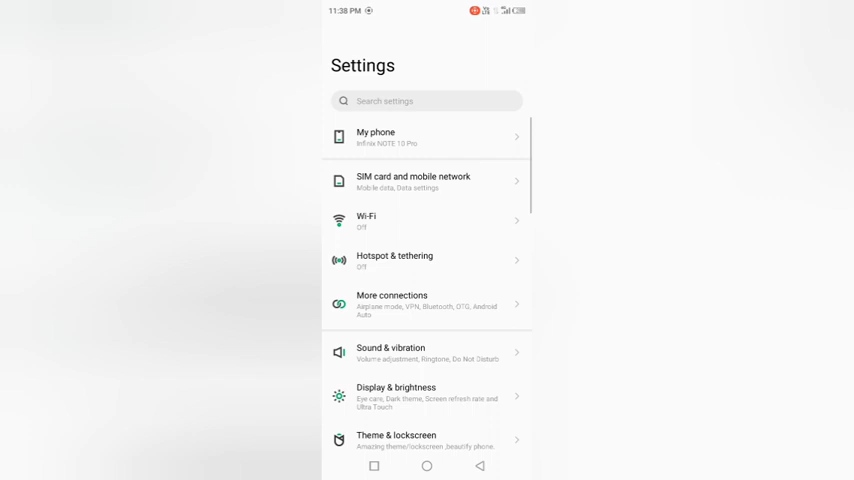 11:38 PM
Settings
Search settings
My phone
Infinix NOTE 10 Pro
SIM card and mobile network
Mobile data, Data settings
Wi-Fi
Off
Hotspot & tethering
Off
More connections
Airplane mode, VPN, Bluetooth, OTG, Android
Auto
Sound & vibration
Volume adjustment, Ringtone, Do Not Disturb
Display & brightness
Eye care, Dark theme, Screen refresh rate and
Ultra Touch
Theme & lockscreen
Amazing theme/lockscreen ,beautify phone.